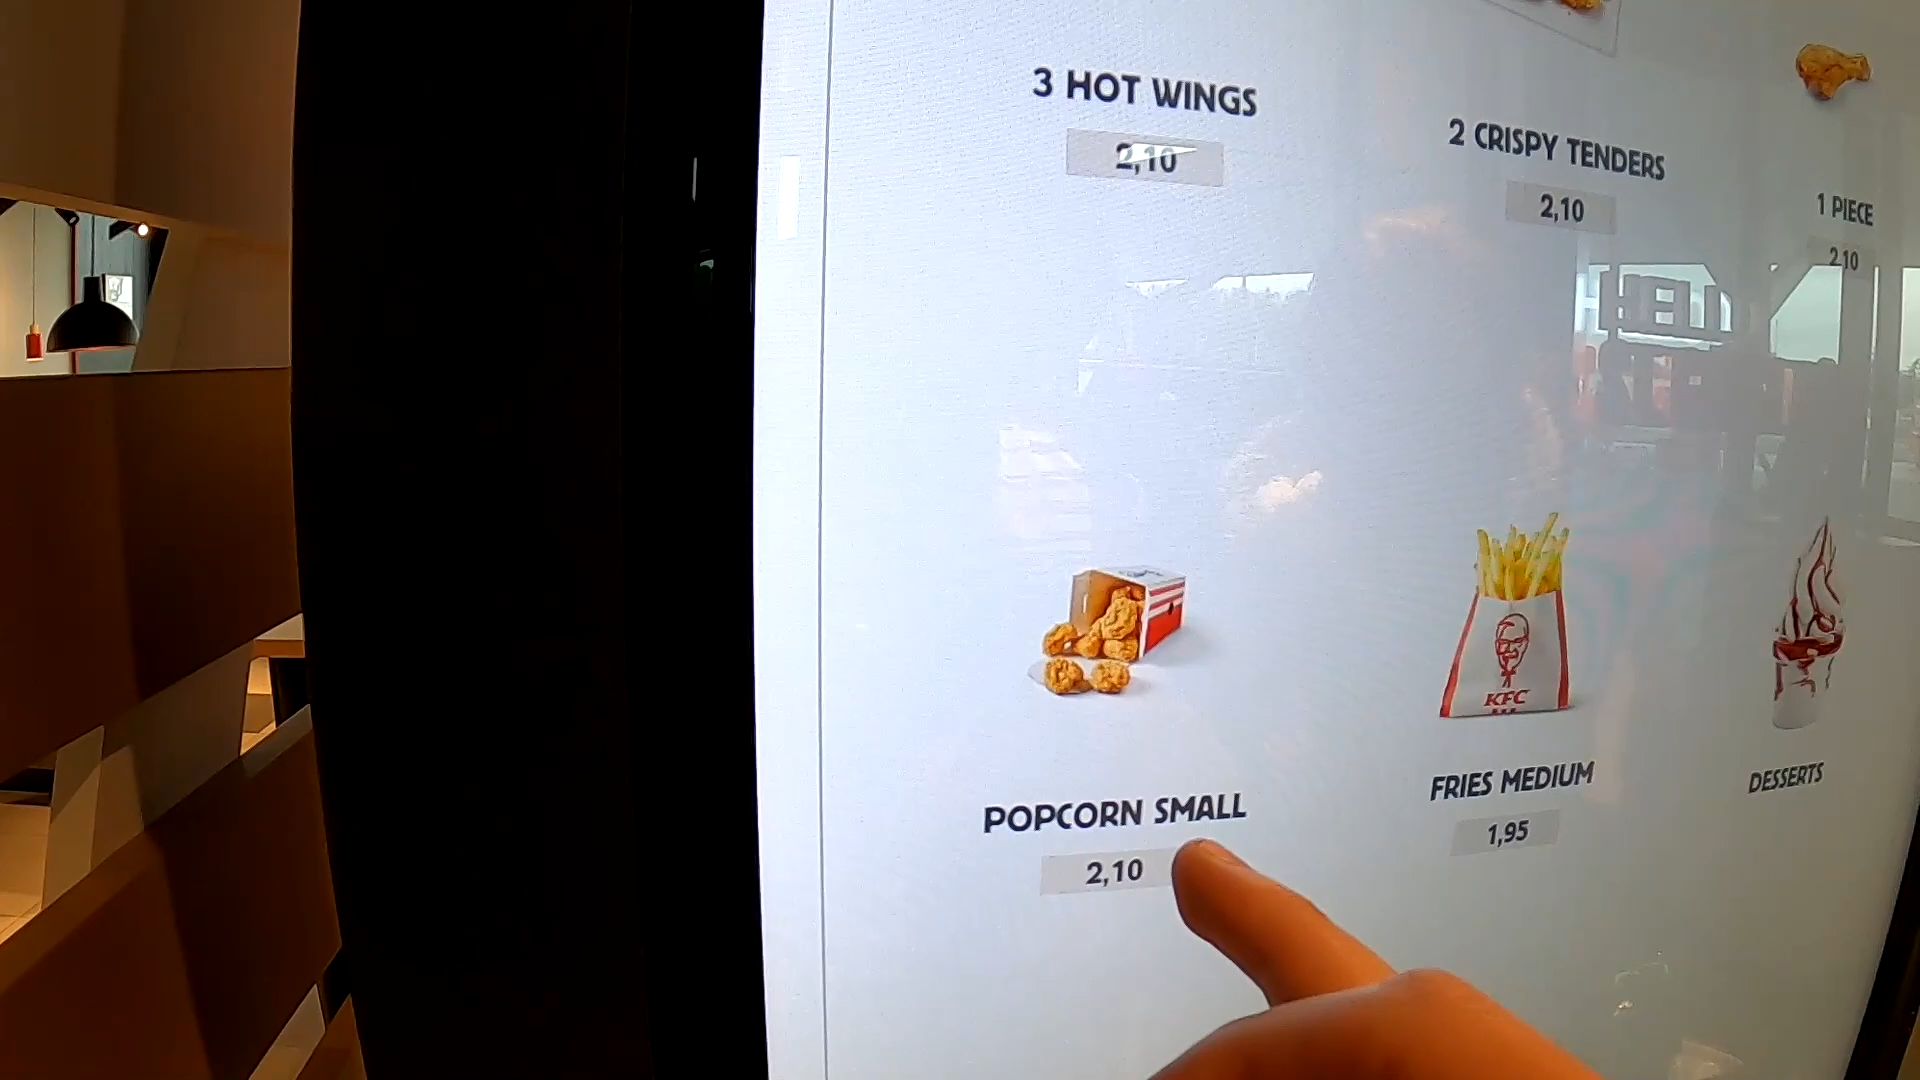 3 HOT WINGS
2,10
2 CRISPY TENDERS
2,10
1 PIECE
2,10
HELL
KFC
POPCORN SMALL
2,10
FRIES MEDIUM
1,95
DESSERTS